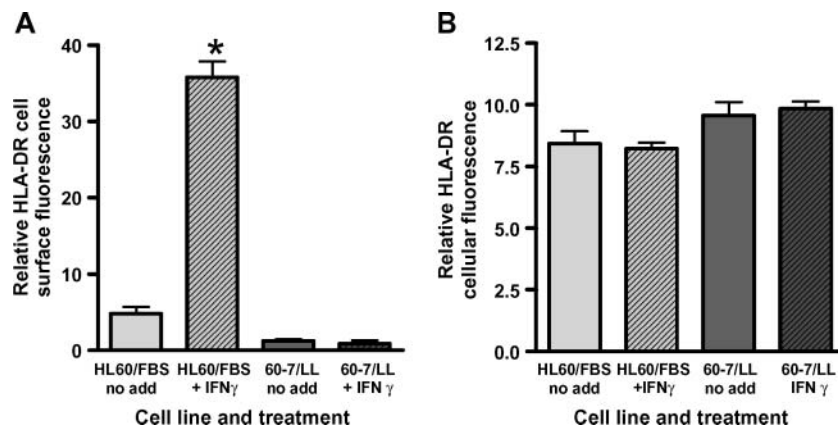 A
Relative HLA-DR cell
surface fluorescence
40
30
20
10
0
*
HL60/FBS
no add
HL60/FBS
+ IFNγ
60-7/LL
no add
60-7/LL
+ IFN γ
Cell line and treatment
B
Relative HLA-DR
cellular fluorescence
12.5
10.0
7.5
5.0
2.5
0.0
HL60/FBS
no add
HL60/FBS
+IFNγ
60-7/LL
no add
60-7/LL
IFN γ
Cell line and treatment